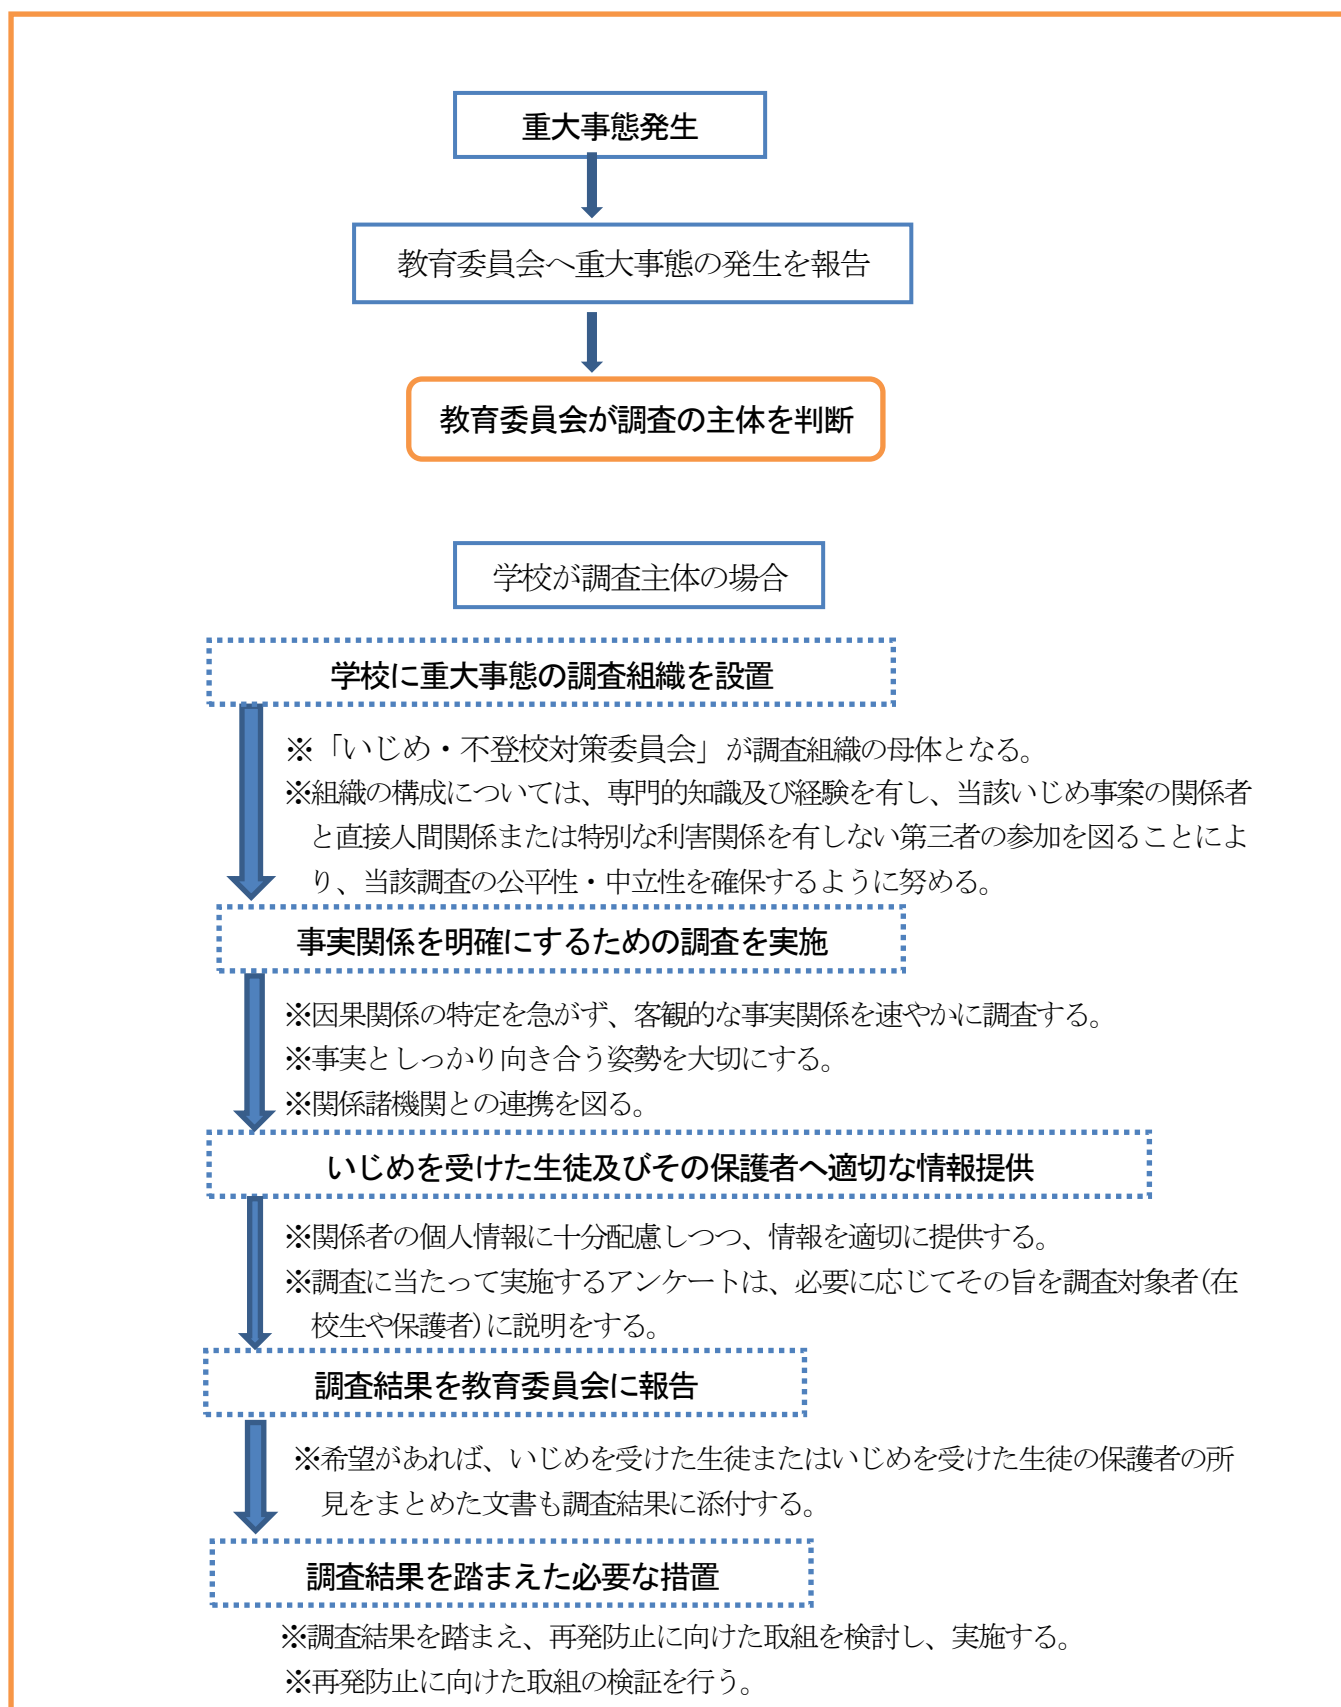 重大事態発生
教育委員会へ重大事態の発生を報告
教育委員会が調査の主体を判断
学校が調査主体の場合
学校に重大事態の調査組織を設置
※「いじめ・不登校対策委員会」が調査組織の母体となる。
※組織の構成については、専門的知識及び経験を有し、当該いじめ事案の関係者
と直接人間関係または特別な利害関係を有しない第三者の参加を図ることによ
り、当該調査の公平性・中立性を確保するように努める。
事実関係を明確にするための調査を実施
※因果関係の特定を急がず、客観的な事実関係を速やかに調査する。
※事実としっかり向き合う姿勢を大切にする。
※関係諸機関との連携を図る。
いじめを受けた生徒及びその保護者へ適切な情報提供
※関係者の個人情報に十分配慮しつつ、情報を適切に提供する。
※調査に当たって実施するアンケートは、必要に応じてその旨を調査対象者(在
校生や保護者)に説明をする。
調査結果を教育委員会に報告
※希望があれば、いじめを受けた生徒またはいじめを受けた生徒の保護者の所
見をまとめた文書も調査結果に添付する。
調査結果を踏まえた必要な措置
※調査結果を踏まえ、再発防止に向けた取組を検討し、実施する。
※再発防止に向けた取組の検証を行う。